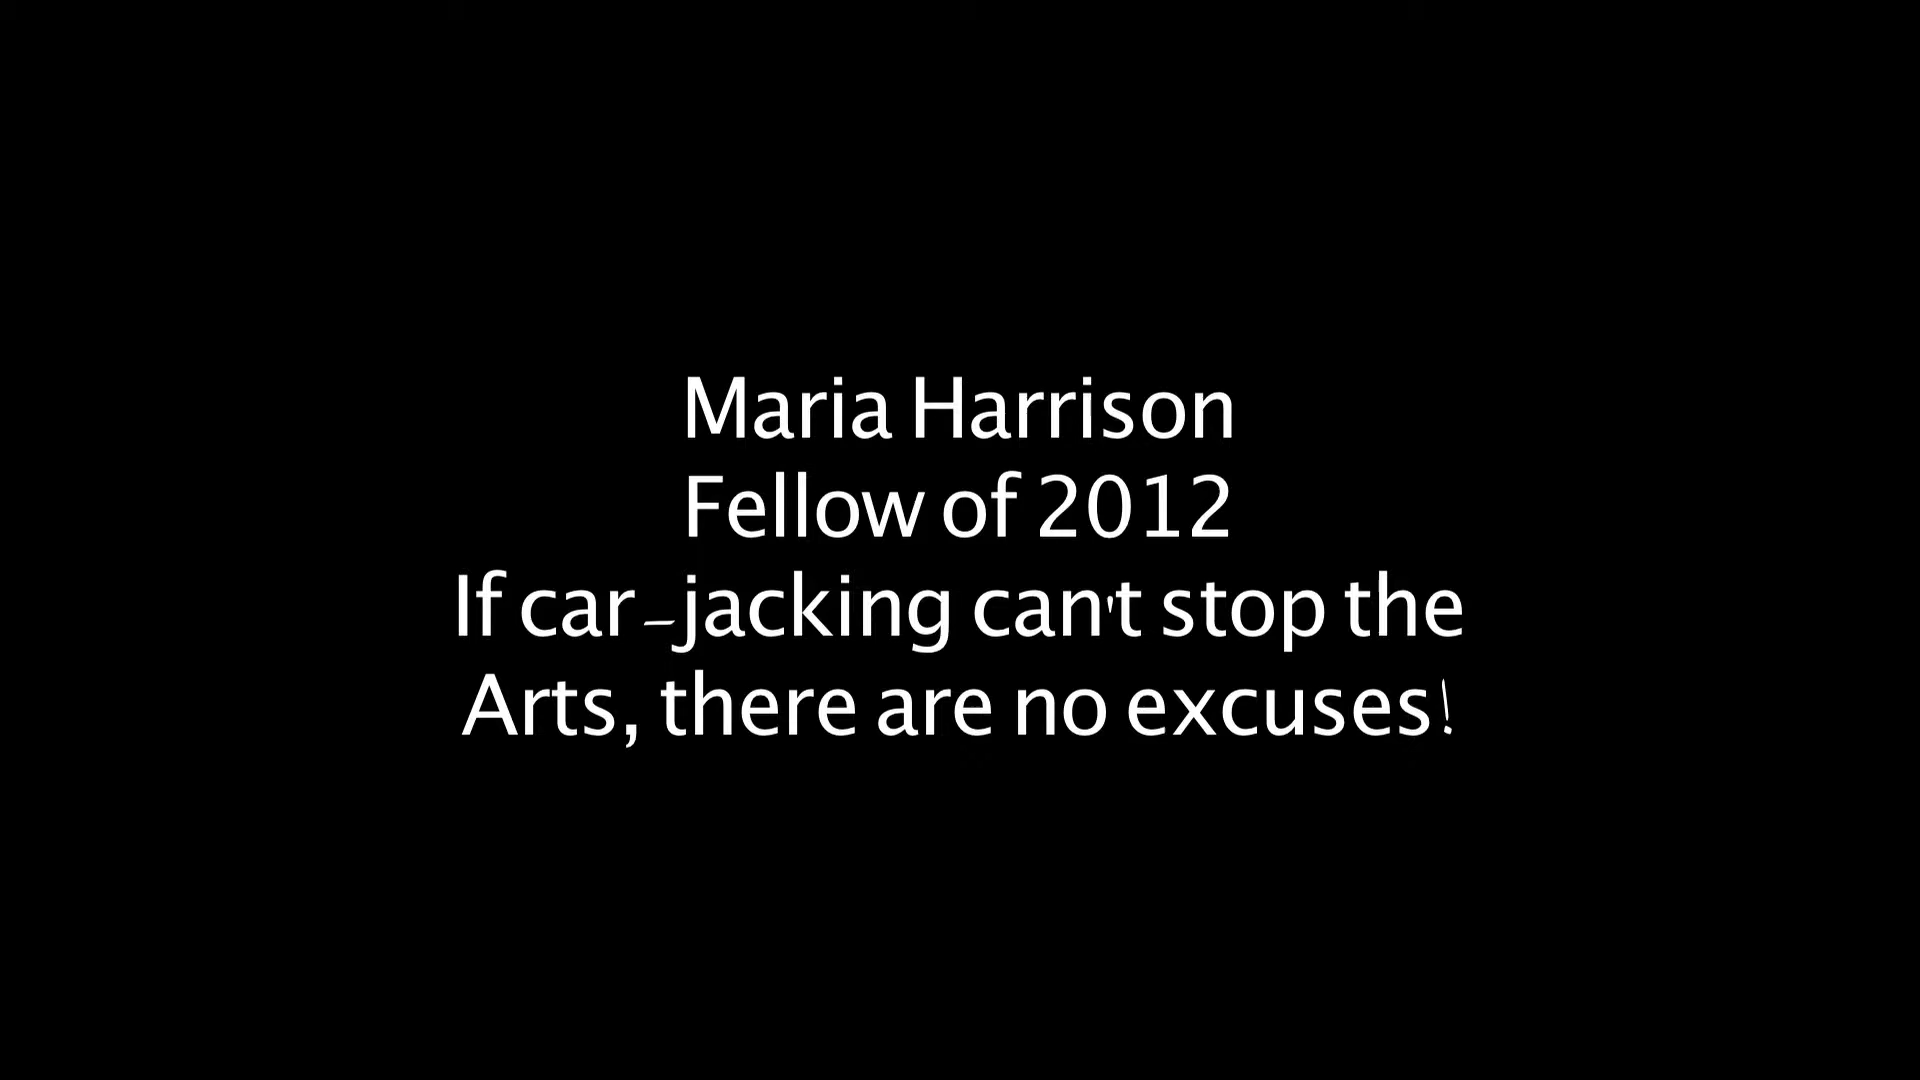 Maria Harrison
Fellow of 2012
If car-jacking can't stop the
Arts, there are no excuses!